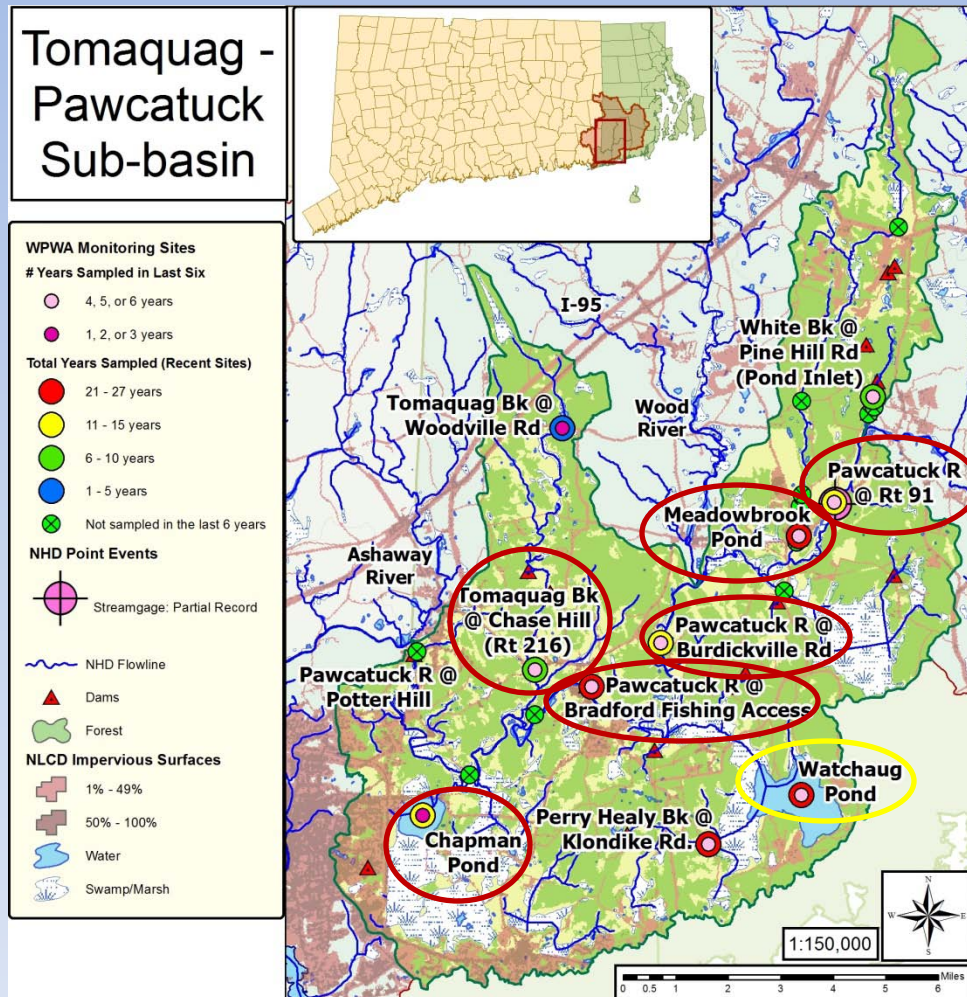 Tomaquag -
Pawcatuck
Sub-basin
WPWA Monitoring Sites
# Years Sampled in Last Six
4, 5, or 6 years
1, 2, or 3 years
Total Years Sampled (Recent Sites)
21 - 27 years
11 - 15 years
6 - 10 years
1 - 5 years
Not sampled in the last 6 years
NHD Point Events
Streamgage: Partial Record
NHD Flowline
Dams
Forest
NLCD Impervious Surfaces
1% - 49%
50% - 100%
Water
Swamp/Marsh
I-95
White Bk @
Pine Hill Rd
(Pond Inlet)
Tomaquag Bk @
Woodville Rd
Wood
River
Pawcatuck R
@ Rt 91
Meadowbrook
Pond
Ashaway
River
Tomaquag Bk
@ Chase Hill
(Rt 216)
Pawcatuck R @
Burdickville Rd
Pawcatuck R @
Potter Hill
Pawcatuck R @
Bradford Fishing Access
Watchaug
Pond
Chapman
Pond
Perry Healy Bk @
Klondike Rd.
N
W
E
S
1:150,000
Miles
0 0.5 1 2 3 4 5 6